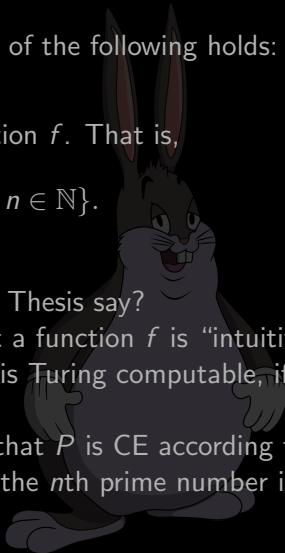 of the following holds:
tion f. That is,
n ∈ ℕ}.
Thesis say?
t a function f is “intuiti
is Turing computable, if
that P is CE according t
the nth prime number i